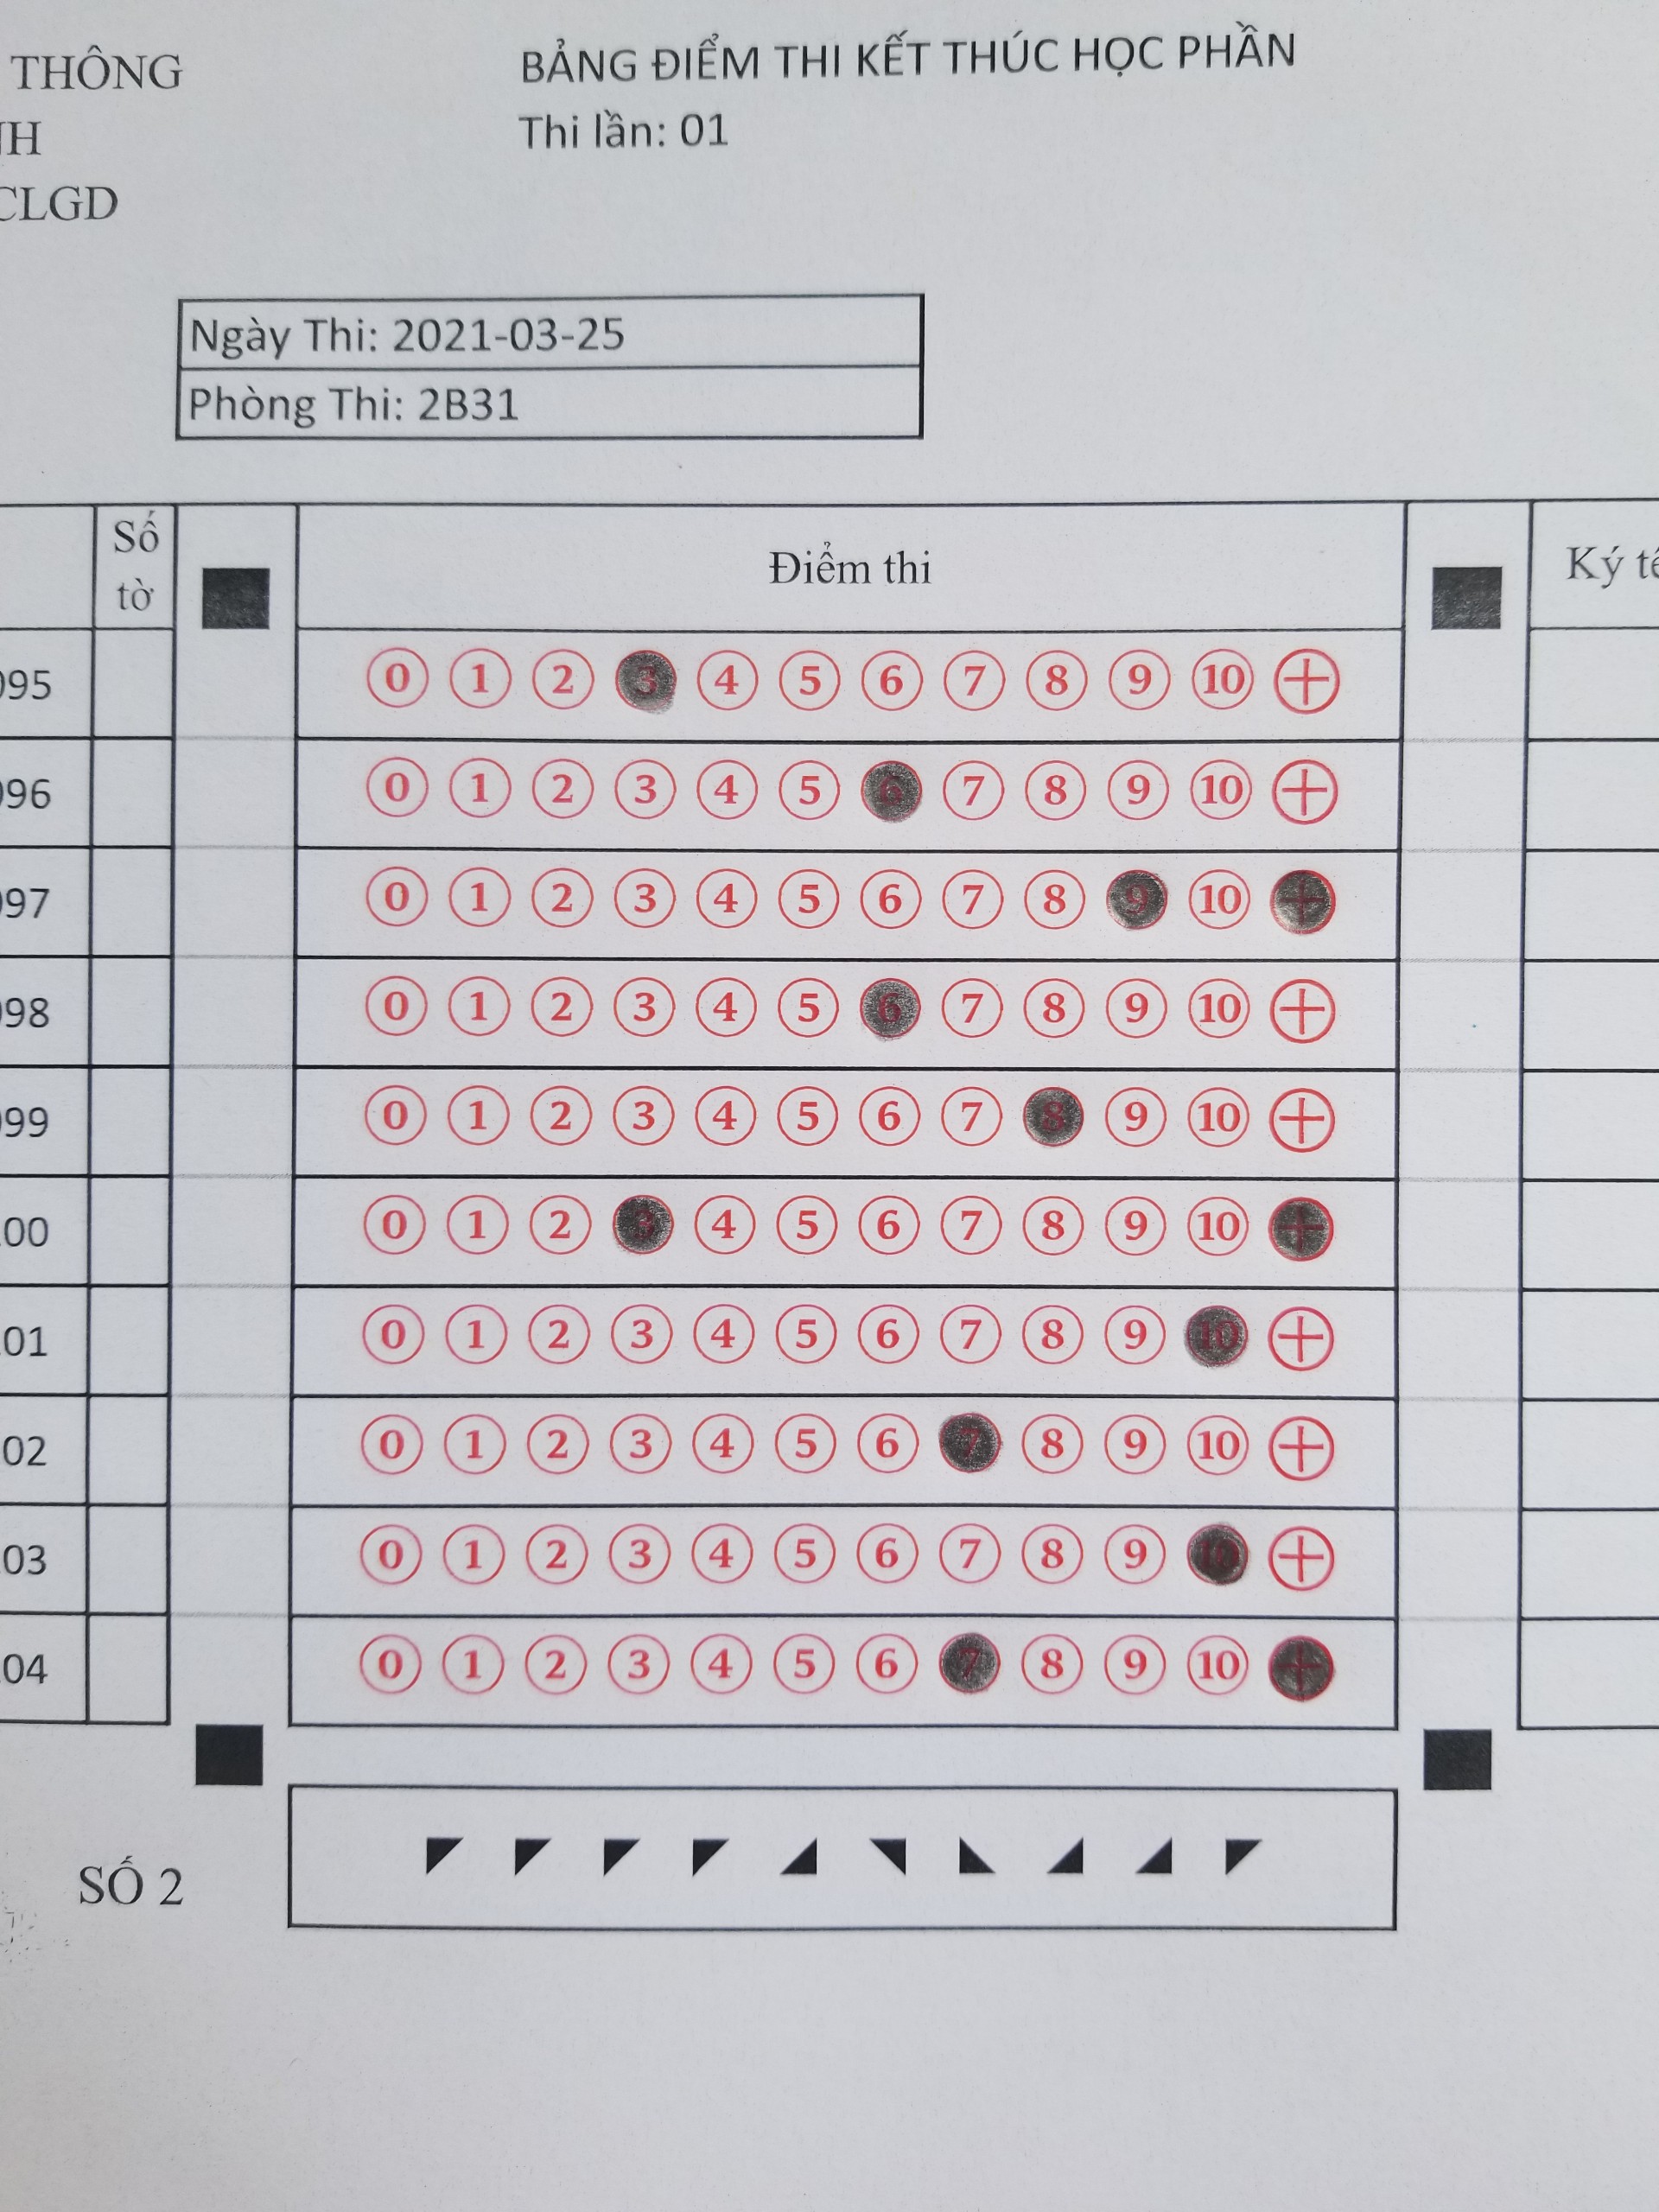 THÔNG
NH
CLGD
BẢNG ĐIỂM THI KẾT THÚC HỌC PHẦN
Thi lần: 01
Ngày Thi: 2021-03-25
Phòng Thi: 2B31
Số tờ
Điểm thi
Ký tê
095 0 1 2 3 4 5 6 7 8 9 10 +
096 0 1 2 3 4 5 6 7 8 9 10 +
097 0 1 2 3 4 5 6 7 8 9 10 +
098 0 1 2 3 4 5 6 7 8 9 10 +
099 0 1 2 3 4 5 6 7 8 9 10 +
00 0 1 2 3 4 5 6 7 8 9 10 +
01 0 1 2 3 4 5 6 7 8 9 10 +
02 0 1 2 3 4 5 6 7 8 9 10 +
03 0 1 2 3 4 5 6 7 8 9 10 +
04 0 1 2 3 4 5 6 7 8 9 10 +
SỐ 2